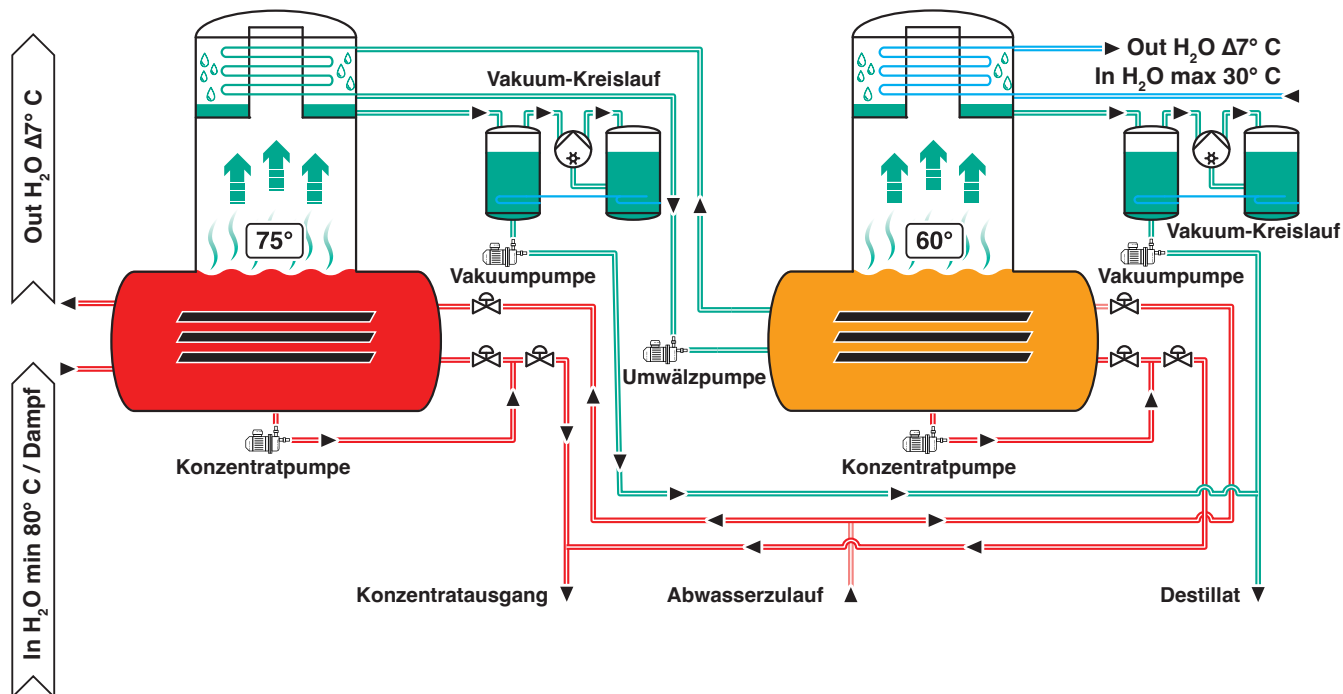 Out H₂O Δ7° C
In H₂O min 80° C / Dampf
Vakuum-Kreislauf
75°
Vakuumpumpe
Umwälzpumpe
Konzentratpumpe
Out H₂O Δ7° C
In H₂O max 30° C
60°
Vakuum-Kreislauf
Vakuumpumpe
Konzentratpumpe
Konzentratausgang
Abwasserzulauf
Destillat